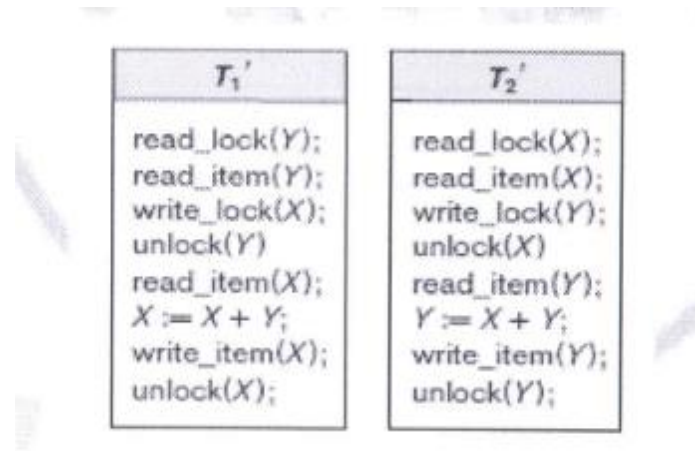 T₁'
read_lock(Y);
read_item(Y);
write_lock(X);
unlock(Y)
read_item(X);
X := X + Y;
write_item(X);
unlock(X);
T₂'
read_lock(X);
read_item(X);
write_lock(Y);
unlock(X)
read_item(Y);
Y := X + Y;
write_item(Y);
unlock(Y);